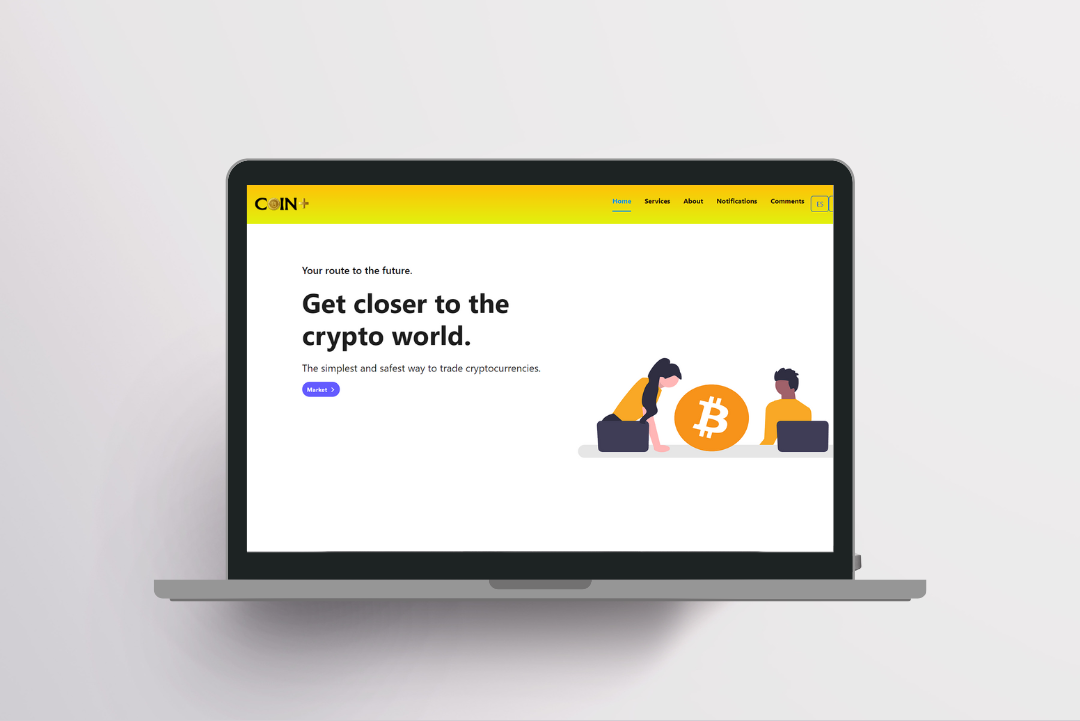 COIN+
Home Services About Notifications Comments ES
Your route to the future.
Get closer to the
crypto world.
The simplest and safest way to trade cryptocurrencies.
Market